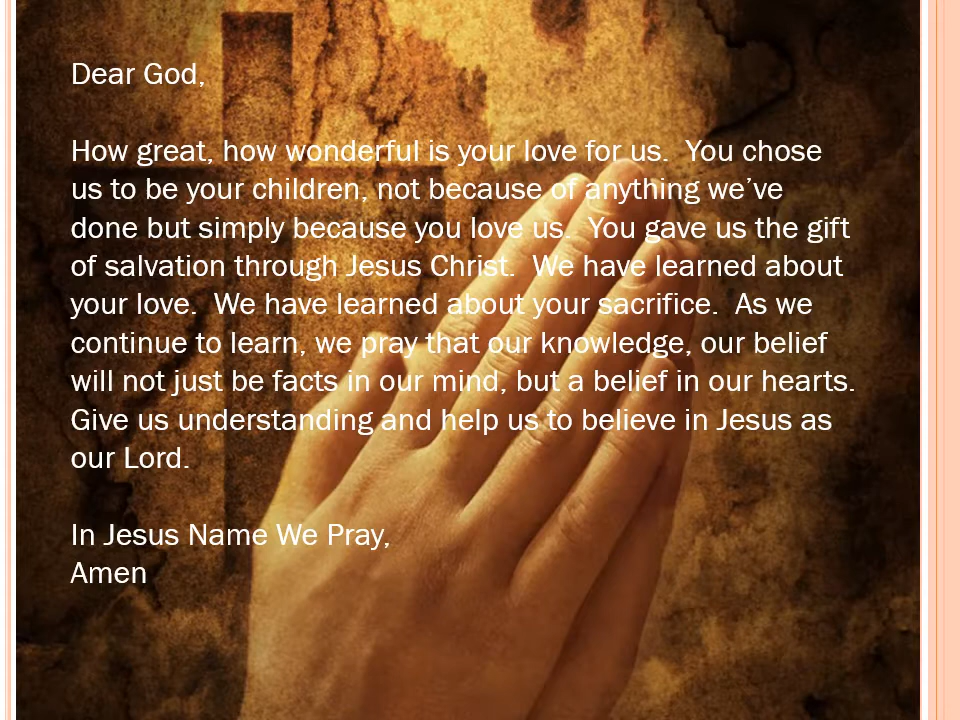 Dear God,
How great, how wonderful is your love for us.  You chose
us to be your children, not because of anything we’ve
done but simply because you love us.  You gave us the gift
of salvation through Jesus Christ.  We have learned about
your love.  We have learned about your sacrifice.  As we
continue to learn, we pray that our knowledge, our belief
will not just be facts in our mind, but a belief in our hearts.
Give us understanding and help us to believe in Jesus as
our Lord.
In Jesus Name We Pray,
Amen